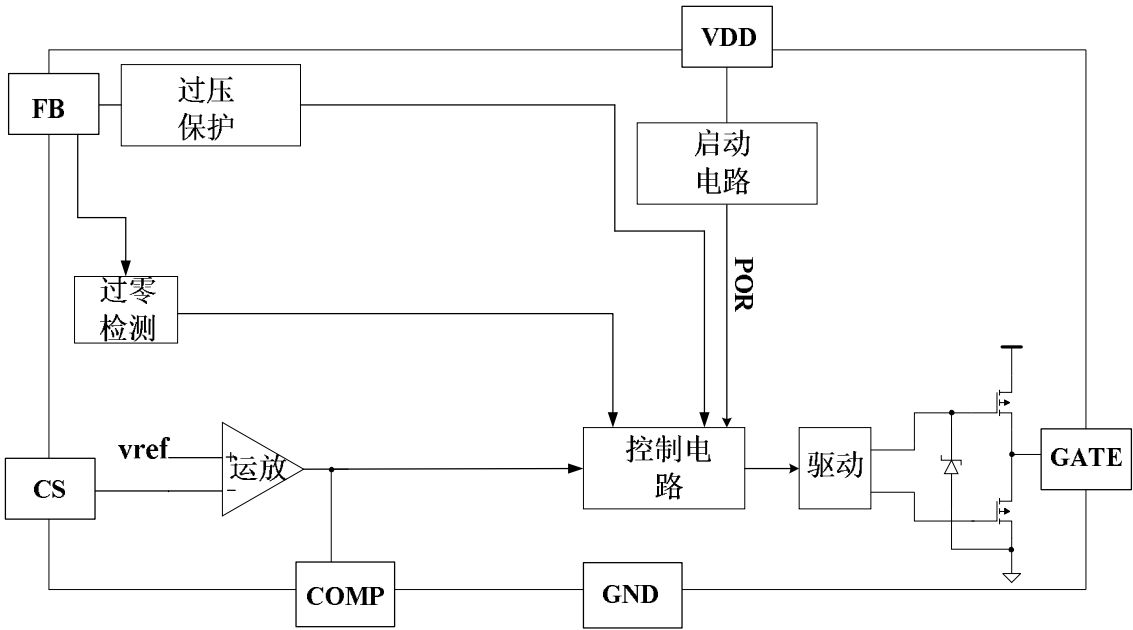 VDD
FB
过压
保护
启动
电路
POR
过零
检测
vref
+
运放
-
控制电
路
驱动
GATE
CS
COMP
GND